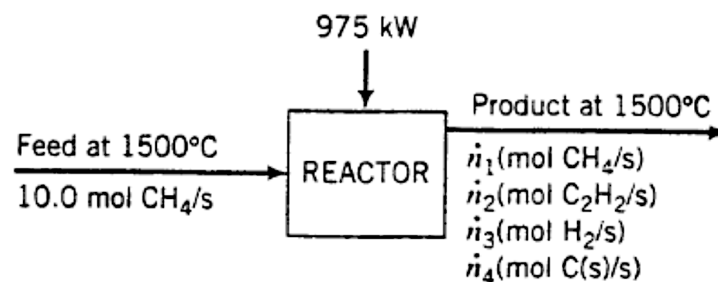 975 kW
Feed at 1500°C
10.0 mol CH₄/s
REACTOR
Product at 1500°C
ṅ₁(mol CH₄/s)
ṅ₂(mol C₂H₂/s)
ṅ₃(mol H₂/s)
ṅ₄(mol C(s)/s)